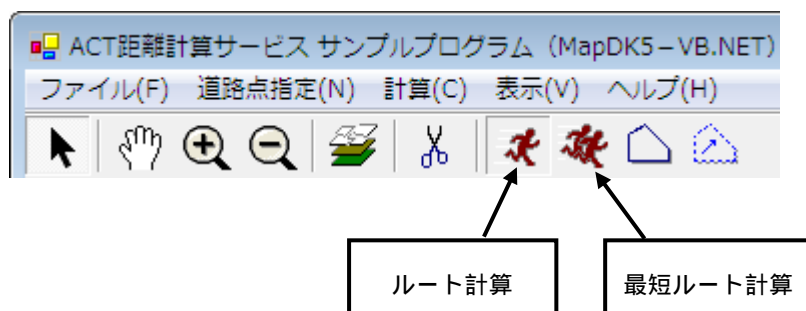 ACT距離計算サービス サンプルプログラム（MapDK5－VB.NET）
ファイル(F) 道路点指定(N) 計算(C) 表示(V) ヘルプ(H)
ルート計算 最短ルート計算